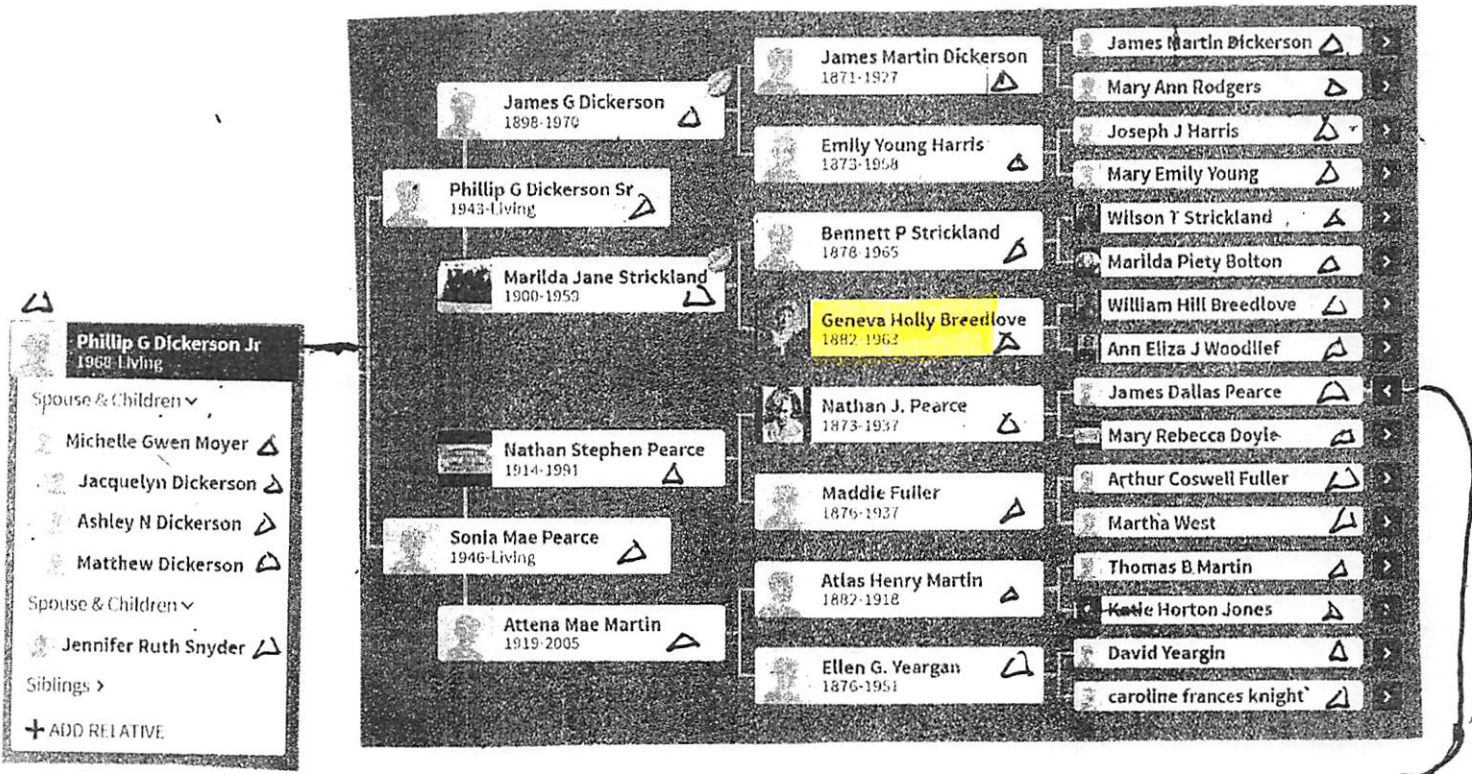 Phillip G Dickerson Jr
1968-Living
Spouse & Children
Michelle Gwen Moyer
Jacquelyn Dickerson
Ashley N Dickerson
Matthew Dickerson
Spouse & Children
Jennifer Ruth Snyder
Siblings >
+ ADD RELATIVE
Phillip G Dickerson Sr
1943-Living
Sonia Mae Pearce
1946-Living
James G Dickerson
1898-1970
Marilda Jane Strickland
1900-1959
Nathan Stephen Pearce
1914-1991
Attena Mae Martin
1919-2005
James Martin Dickerson
1871-1927
Emily Young Harris
1873-1958
Bennett P Strickland
1878-1965
Geneva Holly Breedlove
1882-1963
Nathan J. Pearce
1873-1937
Maddie Fuller
1876-1937
Atlas Henry Martin
1882-1918
Ellen G. Yeargan
1876-1951
James Martin Dickerson
Mary Ann Rodgers
Joseph J Harris
Mary Emily Young
Wilson T Strickland
Marilda Piety Bolton
William Hill Breedlove
Ann Eliza J Woodlief
James Dallas Pearce
Mary Rebecca Doyle
Arthur Coswell Fuller
Martha West
Thomas B Martin
Katie Horton Jones
David Yeargin
caroline frances knight